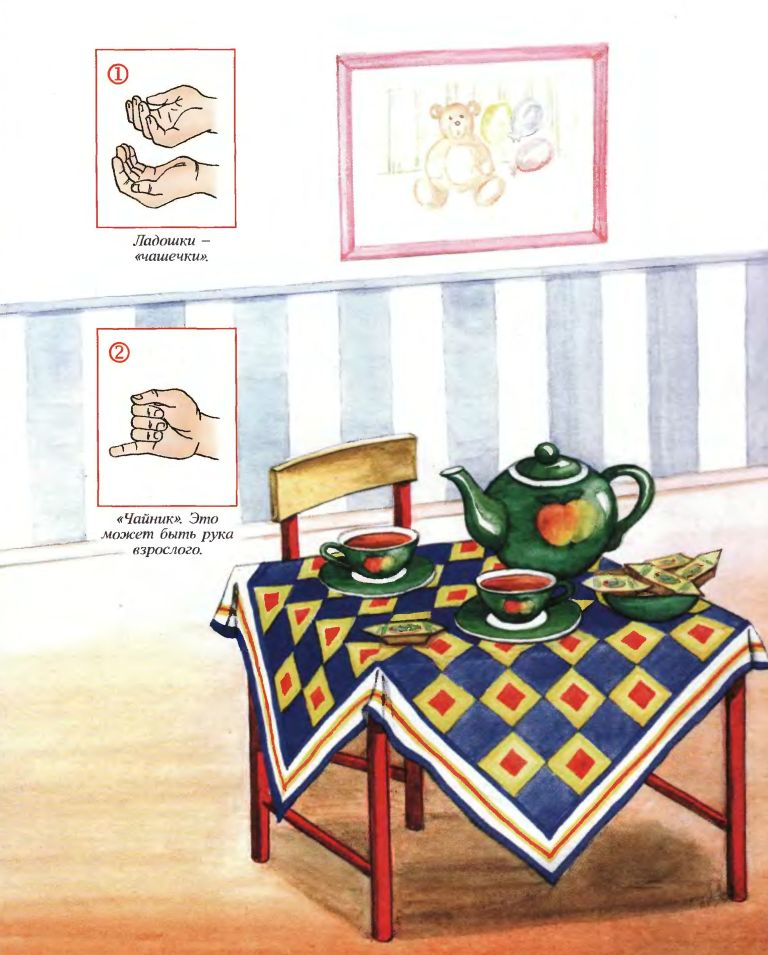 1
Ладошки –
«чашечки».
2
«Чайник». Это
может быть рука
взрослого.